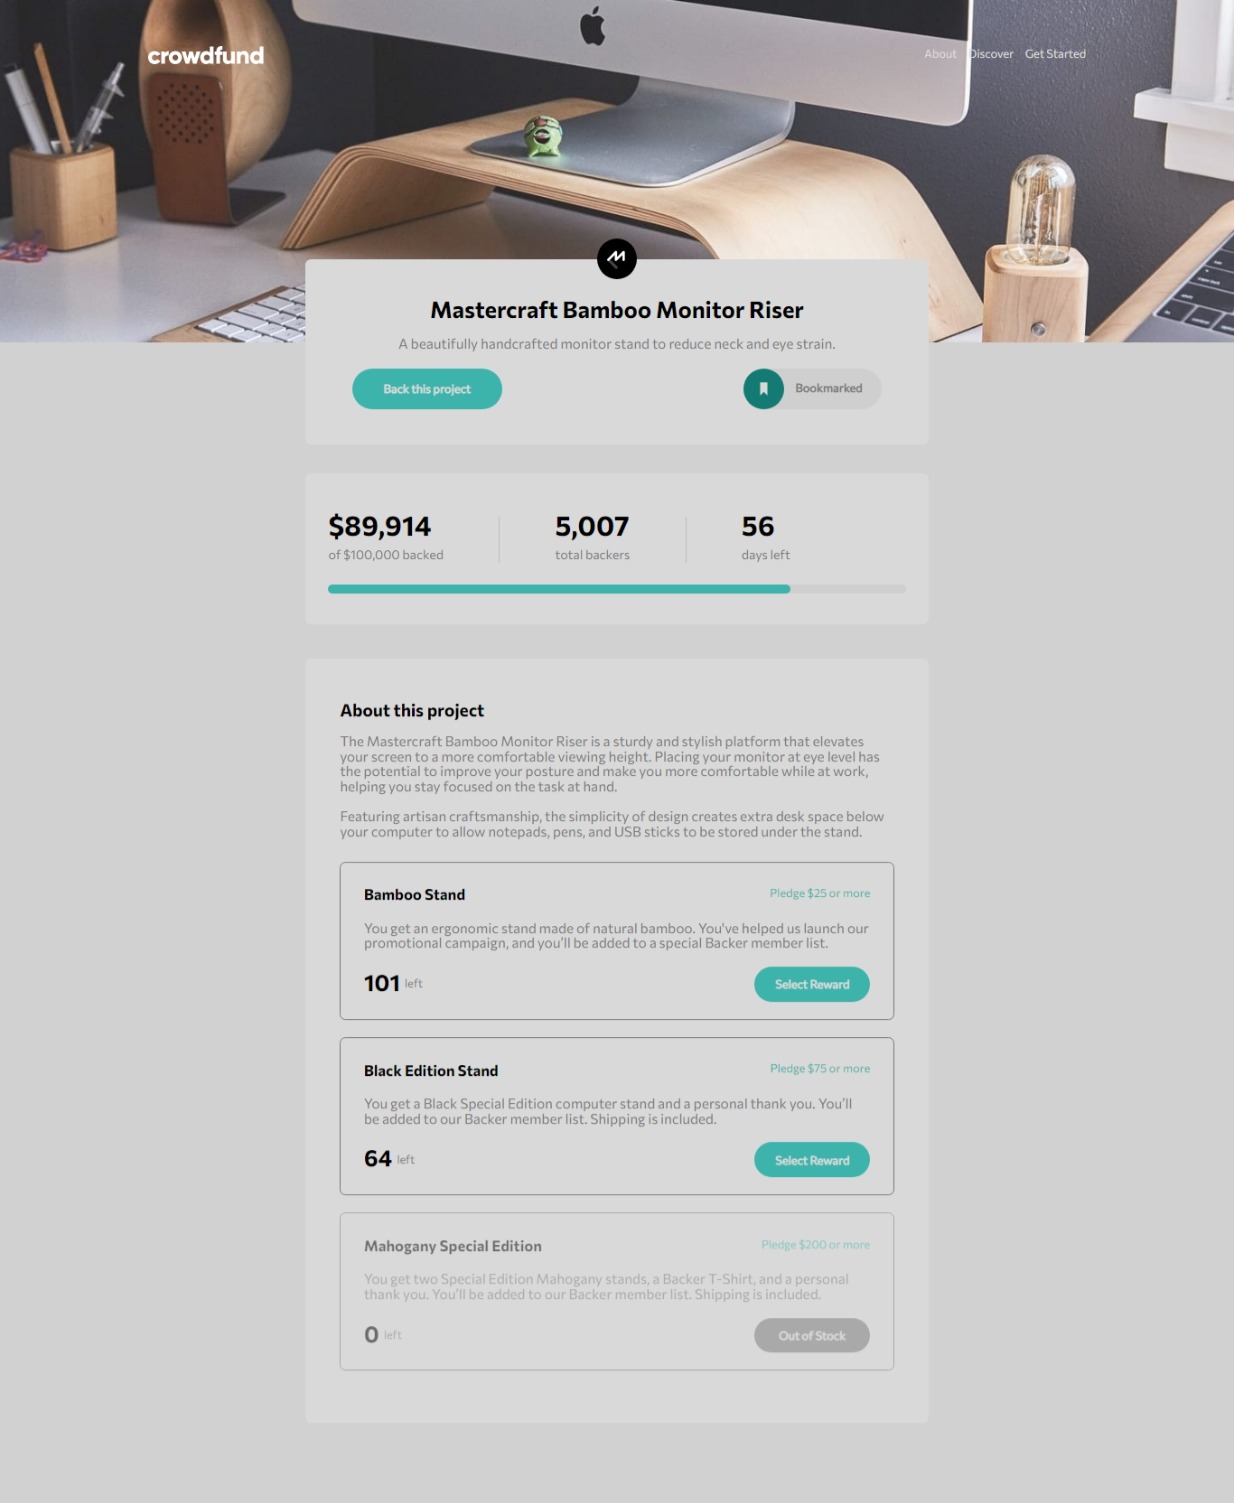 crowdfund
About Discover Get Started
Mastercraft Bamboo Monitor Riser
A beautifully handcrafted monitor stand to reduce neck and eye strain.
Back this project
Bookmarked
$89,914
of $100,000 backed
5,007
total backers
56
days left
About this project
The Mastercraft Bamboo Monitor Riser is a sturdy and stylish platform that elevates
your screen to a more comfortable viewing height. Placing your monitor at eye level has
the potential to improve your posture and make you more comfortable while at work,
helping you stay focused on the task at hand.
Featuring artisan craftsmanship, the simplicity of design creates extra desk space below
your computer to allow notepads, pens, and USB sticks to be stored under the stand.
Bamboo Stand
Pledge $25 or more
You get an ergonomic stand made of natural bamboo. You've helped us launch our
promotional campaign, and you’ll be added to a special Backer member list.
101 left
Select Reward
Black Edition Stand
Pledge $75 or more
You get a Black Special Edition computer stand and a personal thank you. You’ll
be added to our Backer member list. Shipping is included.
64 left
Select Reward
Mahogany Special Edition
Pledge $200 or more
You get two Special Edition Mahogany stands, a Backer T-Shirt, and a personal
thank you. You’ll be added to our Backer member list. Shipping is included.
0 left
Out of Stock